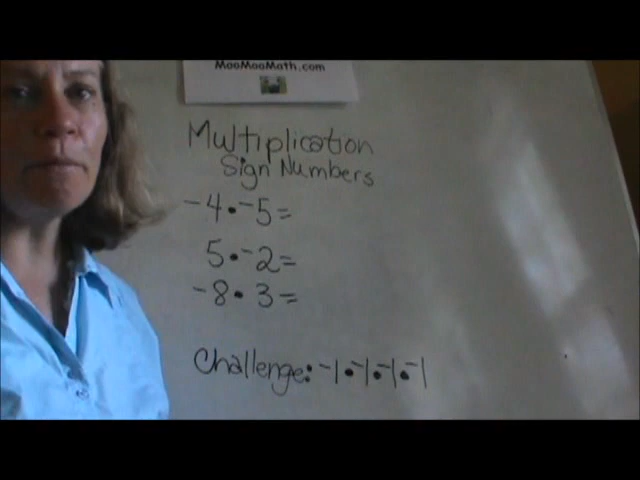 MooMooMath.com
Multiplication
Sign Numbers
-4•-5=
5•-2=
-8•3=
Challenge: -1•-1•-1•-1